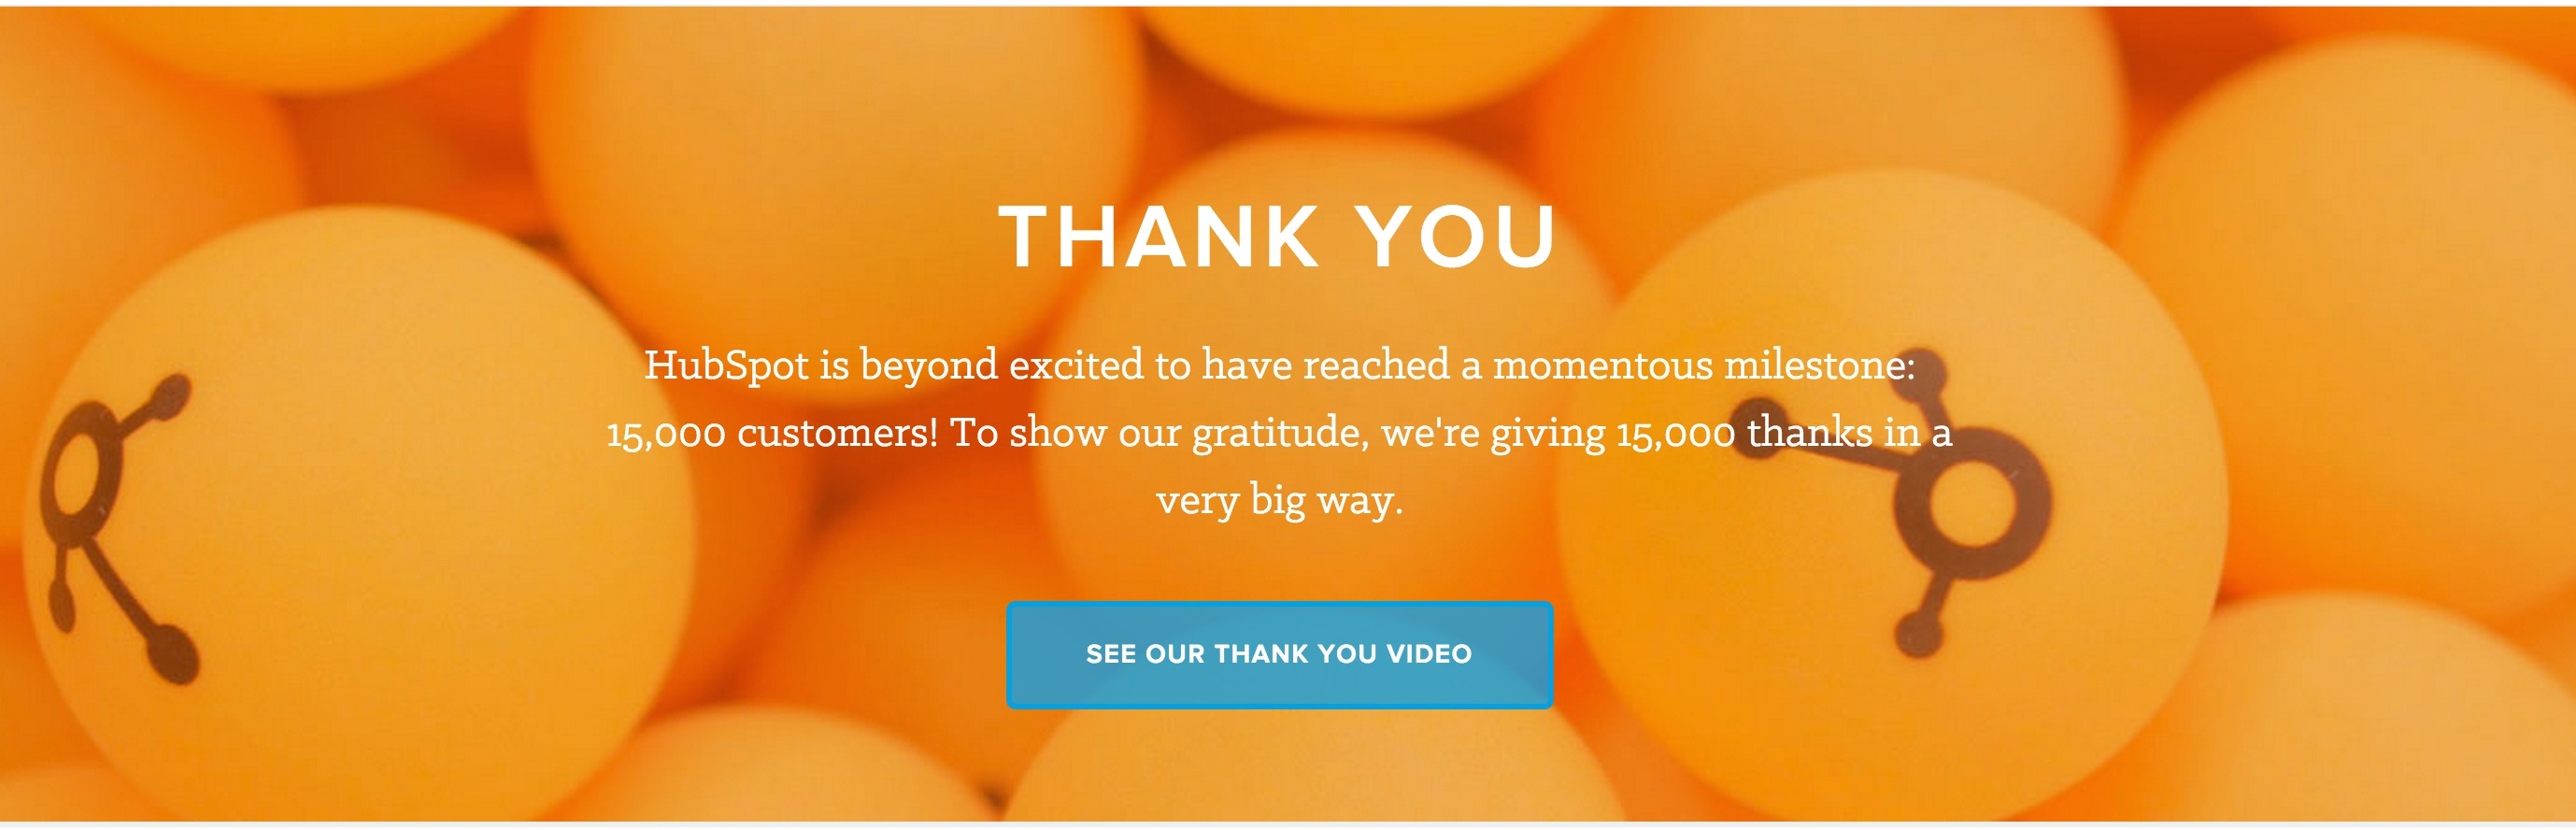 THANK YOU
HubSpot is beyond excited to have reached a momentous milestone:
15,000 customers! To show our gratitude, we're giving 15,000 thanks in a
very big way.
SEE OUR THANK YOU VIDEO